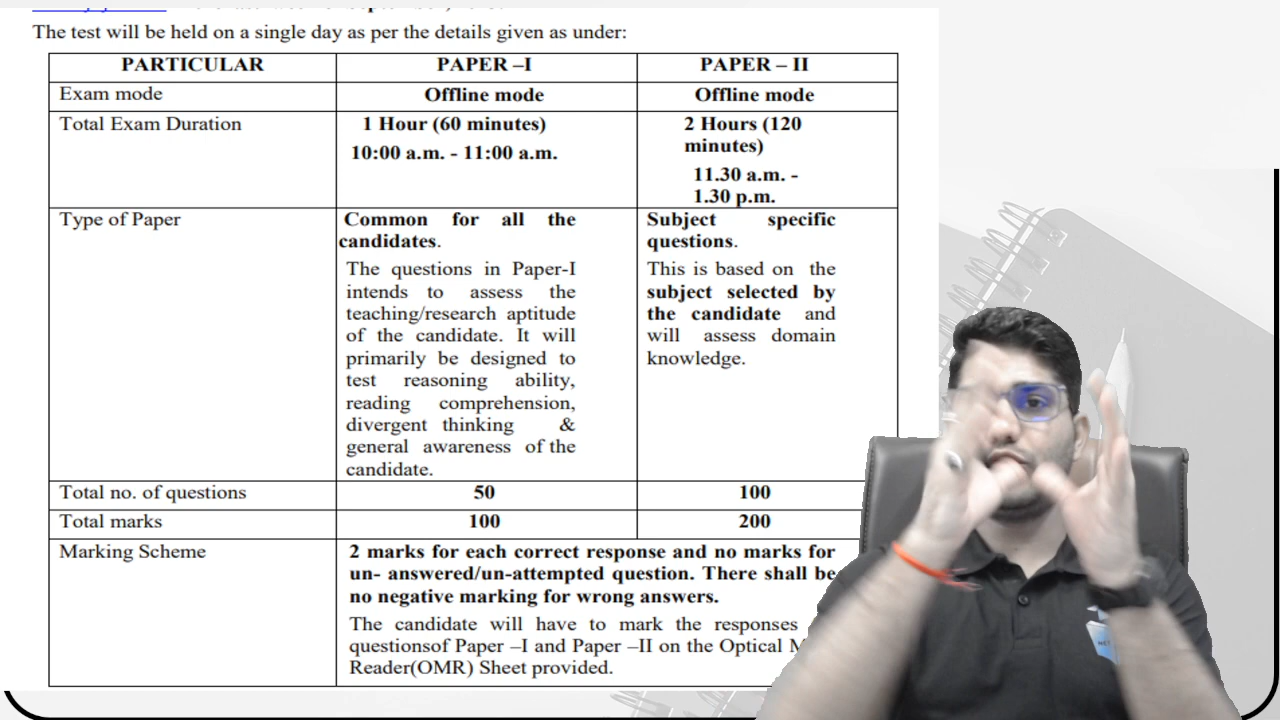 The test will be held on a single day as per the details given as under:
PARTICULAR
PAPER –I
PAPER – II
Exam mode
Offline mode
Offline mode
Total Exam Duration
1 Hour (60 minutes)
10:00 a.m. - 11:00 a.m.
2 Hours (120
minutes)
11.30 a.m. -
1.30 p.m.
Type of Paper
Common for all the
candidates.
The questions in Paper-I
intends to assess the
teaching/research aptitude
of the candidate. It will
primarily be designed to
test reasoning ability,
reading comprehension,
divergent thinking &
general awareness of the
candidate.
Subject specific
questions.
This is based on the
subject selected by
the candidate and
will assess domain
knowledge.
Total no. of questions
50
100
Total marks
100
200
Marking Scheme
2 marks for each correct response and no marks for
un- answered/un-attempted question. There shall be
no negative marking for wrong answers.
The candidate will have to mark the responses
questionsof Paper –I and Paper –II on the Optical
Reader(OMR) Sheet provided.